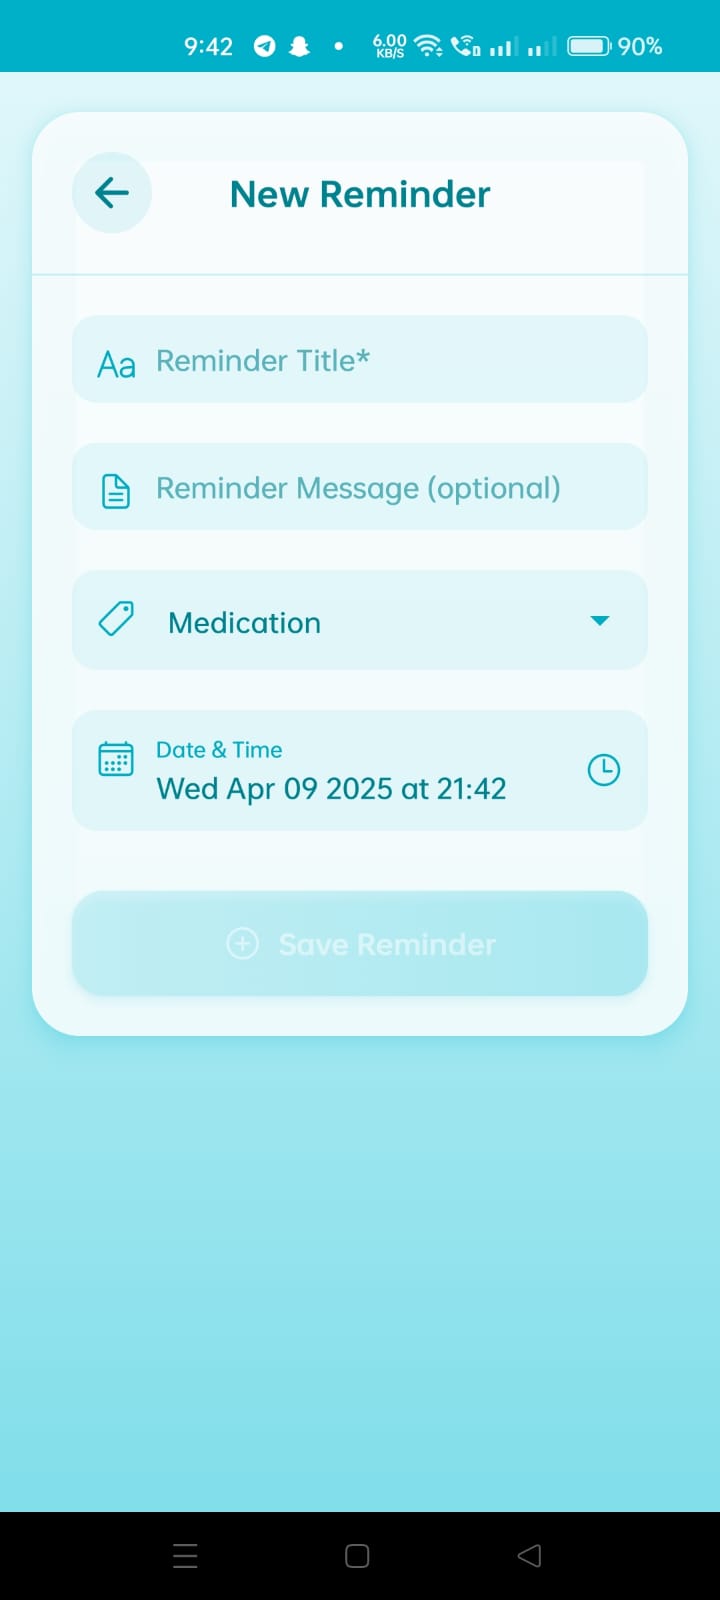 9:42
6.00
KB/S
90%
New Reminder
Aa Reminder Title*
Reminder Message (optional)
Medication
Date & Time
Wed Apr 09 2025 at 21:42
Save Reminder